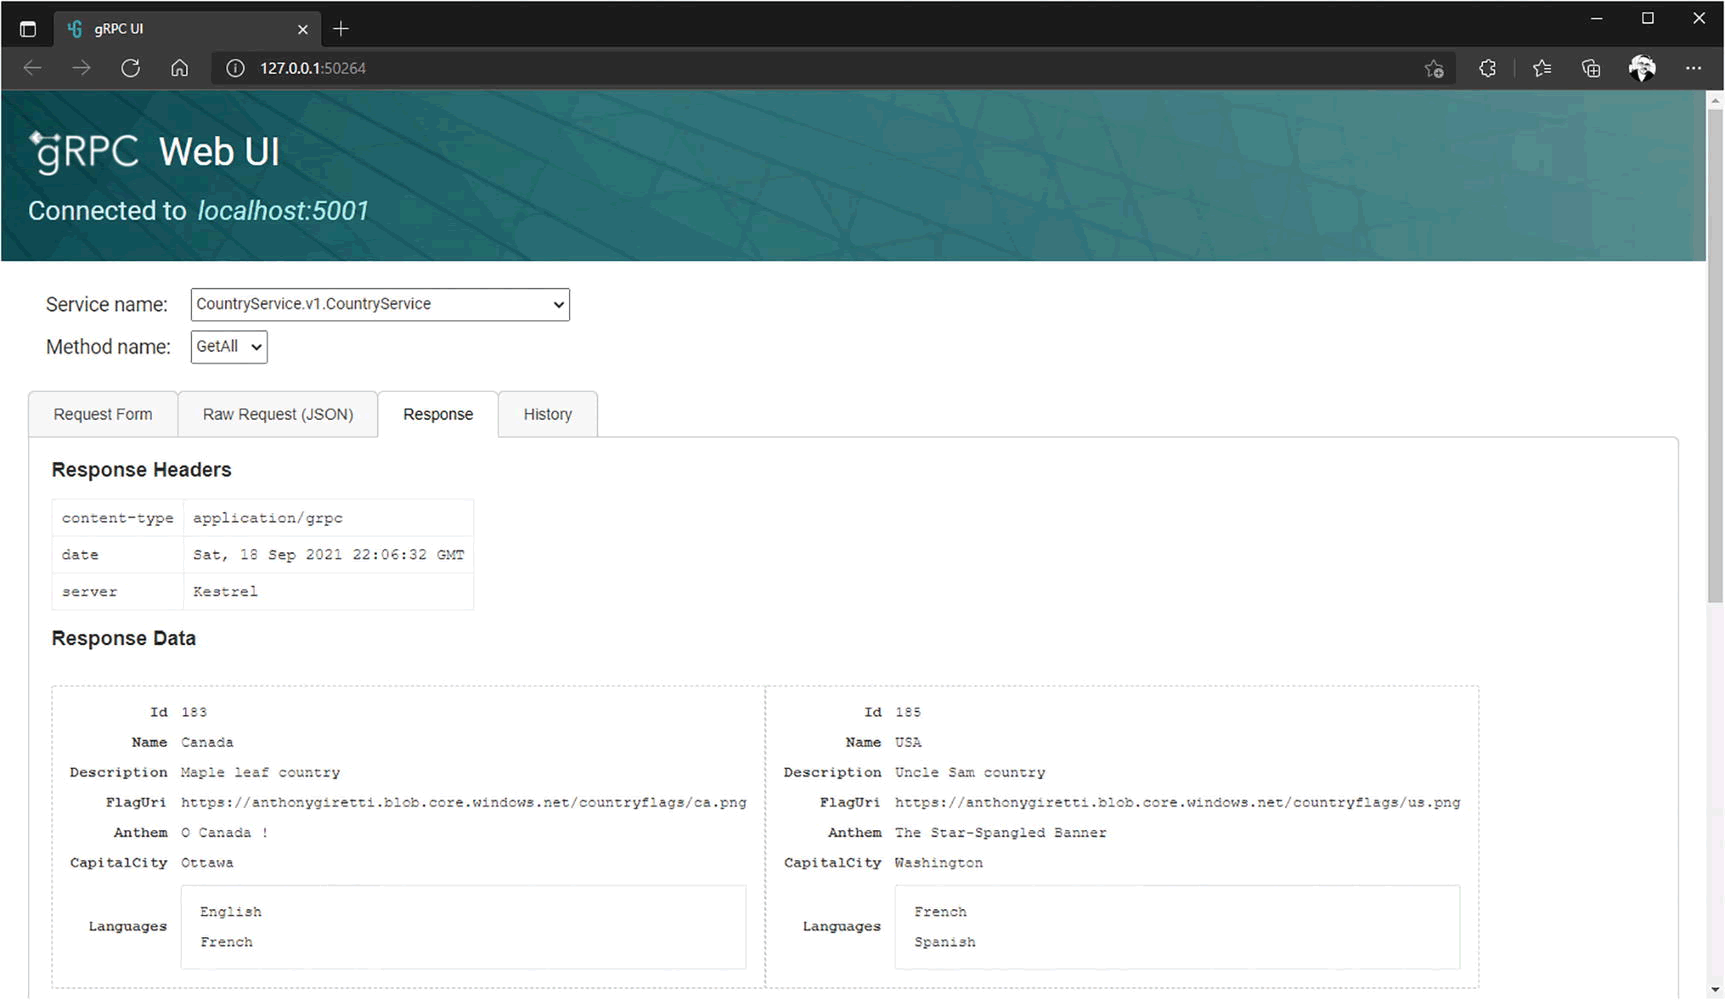 gRPC UI
127.0.0.1:50264
gRPC Web UI
Connected to localhost:5001
Service name: CountryService.v1.CountryService
Method name: GetAll
Request Form Raw Request (JSON) Response History
Response Headers
content-type application/grpc
date Sat, 18 Sep 2021 22:06:32 GMT
server Kestrel
Response Data
Id 183
Name Canada
Description Maple leaf country
FlagUri https://anthonygiretti.blob.core.windows.net/countryflags/ca.png
Anthem O Canada !
CapitalCity Ottawa
Languages
English
French
Id 185
Name USA
Description Uncle Sam country
FlagUri https://anthonygiretti.blob.core.windows.net/countryflags/us.png
Anthem The Star-Spangled Banner
CapitalCity Washington
Languages
French
Spanish